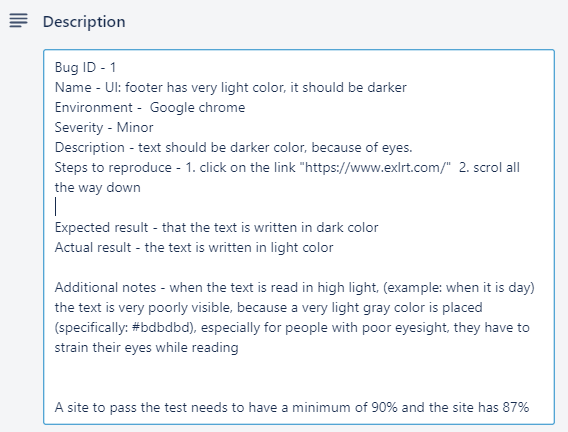 Description
Bug ID - 1
Name - UI: footer has very light color, it should be darker
Environment -  Google chrome
Severity - Minor
Description - text should be darker color, because of eyes.
Steps to reproduce - 1. click on the link "https://www.exlrt.com/"  2. scrol all
the way down
Expected result - that the text is written in dark color
Actual result - the text is written in light color
Additional notes - when the text is read in high light, (example: when it is day)
the text is very poorly visible, because a very light gray color is placed
(specifically: #bdbdbd), especially for people with poor eyesight, they have to
strain their eyes while reading
A site to pass the test needs to have a minimum of 90% and the site has 87%